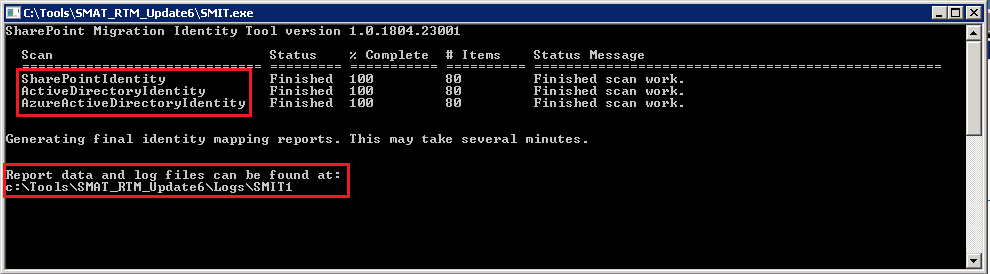 C:\Tools\SMAT_RTM_Update6\SMIT.exe
SharePoint Migration Identity Tool version 1.0.1804.23001
Scan Status % Complete # Items Status Message
============================== ========= ========== ======== =========================================
SharePointIdentity Finished 100 80 Finished scan work.
ActiveDirectoryIdentity Finished 100 80 Finished scan work.
AzureActiveDirectoryIdentity Finished 100 80 Finished scan work.
Generating final identity mapping reports. This may take several minutes.
Report data and log files can be found at:
c:\Tools\SMAT_RTM_Update6\Logs\SMIT1